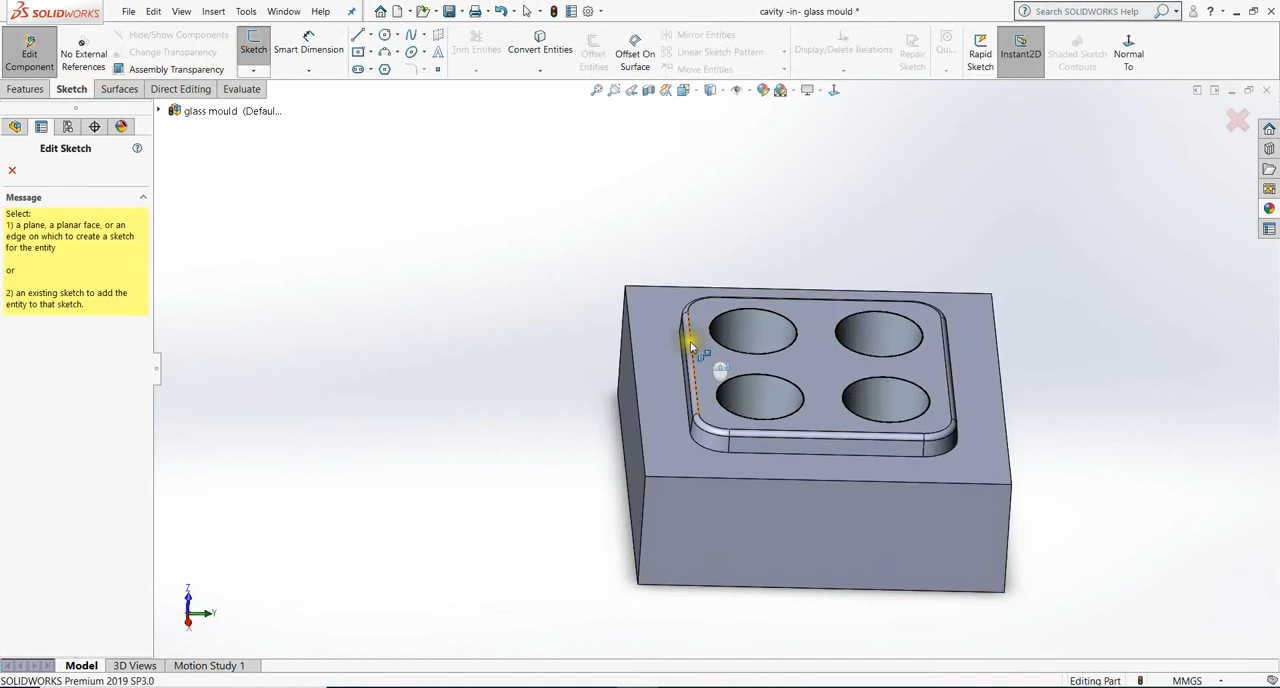 SOLIDWORKS File Edit View Insert Tools Window Help cavity -in- glass mould * Search SOLIDWORKS Help
Edit Component
No External References
Hide/Show Components
Change Transparency
Assembly Transparency
Sketch
Smart Dimension
Trim Entities
Convert Entities
Offset Entities
Offset On Surface
Mirror Entities
Linear Sketch Pattern
Move Entities
Display/Delete Relations
Repair Sketch
Qu...
Rapid Sketch
Instant2D
Shaded Sketch Contours
Normal To
Features Sketch Surfaces Direct Editing Evaluate
glass mould (Defaul...
Edit Sketch
Message
Select:
1) a plane, a planar face, or an
edge on which to create a sketch
for the entity
or
2) an existing sketch to add the
entity to that sketch.
Z
Y
X
Model 3D Views Motion Study 1
SOLIDWORKS Premium 2019 SP3.0 Editing Part MMGS